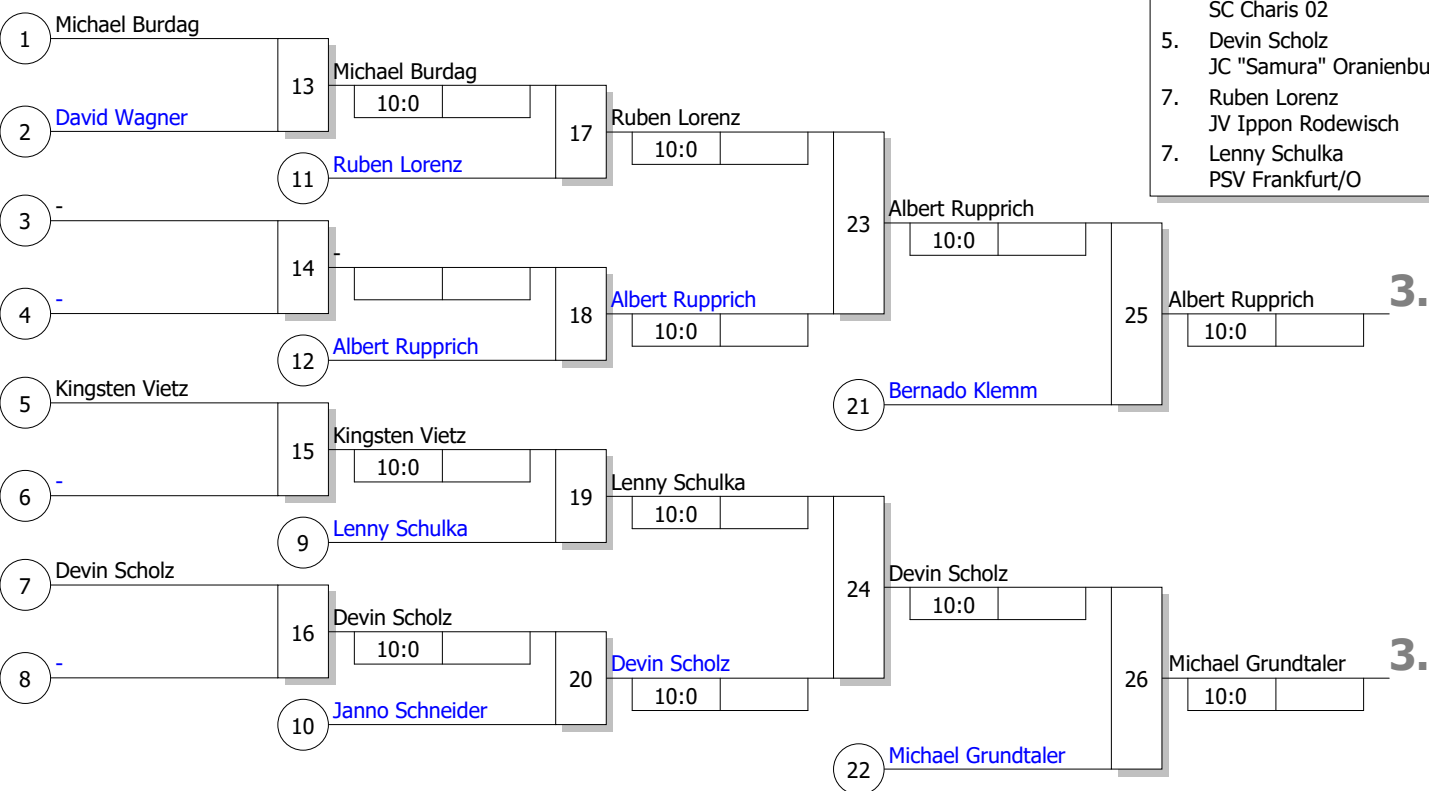 SC Charis 02
5. Devin Scholz
JC "Samura" Oranienbu
7. Ruben Lorenz
JV Ippon Rodewisch
7. Lenny Schulka
PSV Frankfurt/O
1 Michael Burdag
2 David Wagner
13 Michael Burdag
10:0
11 Ruben Lorenz
17 Ruben Lorenz
10:0
3 -
4 -
14 -
12 Albert Rupprich
18 Albert Rupprich
10:0
23 Albert Rupprich
10:0
21 Bernado Klemm
25 Albert Rupprich 3.
10:0
5 Kingsten Vietz
6 -
15 Kingsten Vietz
10:0
9 Lenny Schulka
19 Lenny Schulka
10:0
7 Devin Scholz
8 -
16 Devin Scholz
10:0
10 Janno Schneider
20 Devin Scholz
10:0
24 Devin Scholz
10:0
22 Michael Grundtaler
26 Michael Grundtaler 3.
10:0